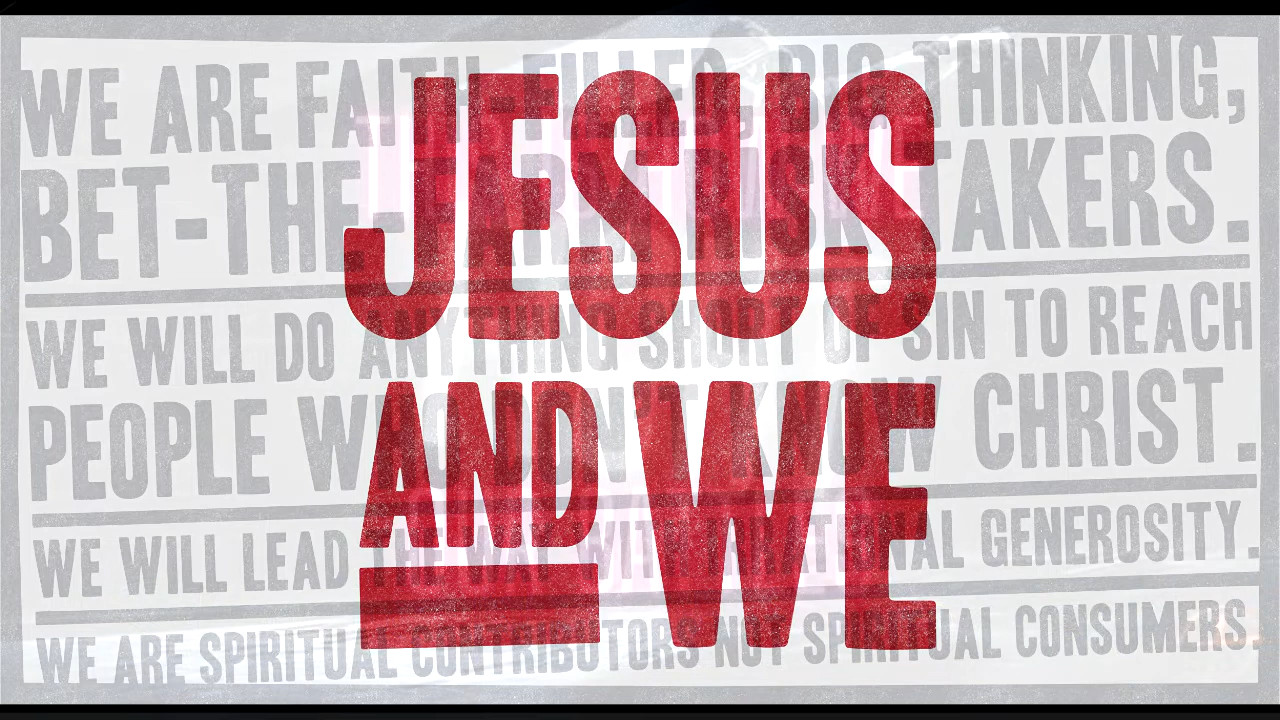 WE ARE FAITH-FILLED, BIG THINKING,
BET-THE-FARM RISK TAKERS.
WE WILL DO ANYTHING SHORT OF SIN TO REACH
PEOPLE WHO DON'T KNOW CHRIST.
WE WILL LEAD THE WAY WITH IRRATIONAL GENEROSITY.
WE ARE SPIRITUAL CONTRIBUTORS NOT SPIRITUAL CONSUMERS.
JESUS
AND WE